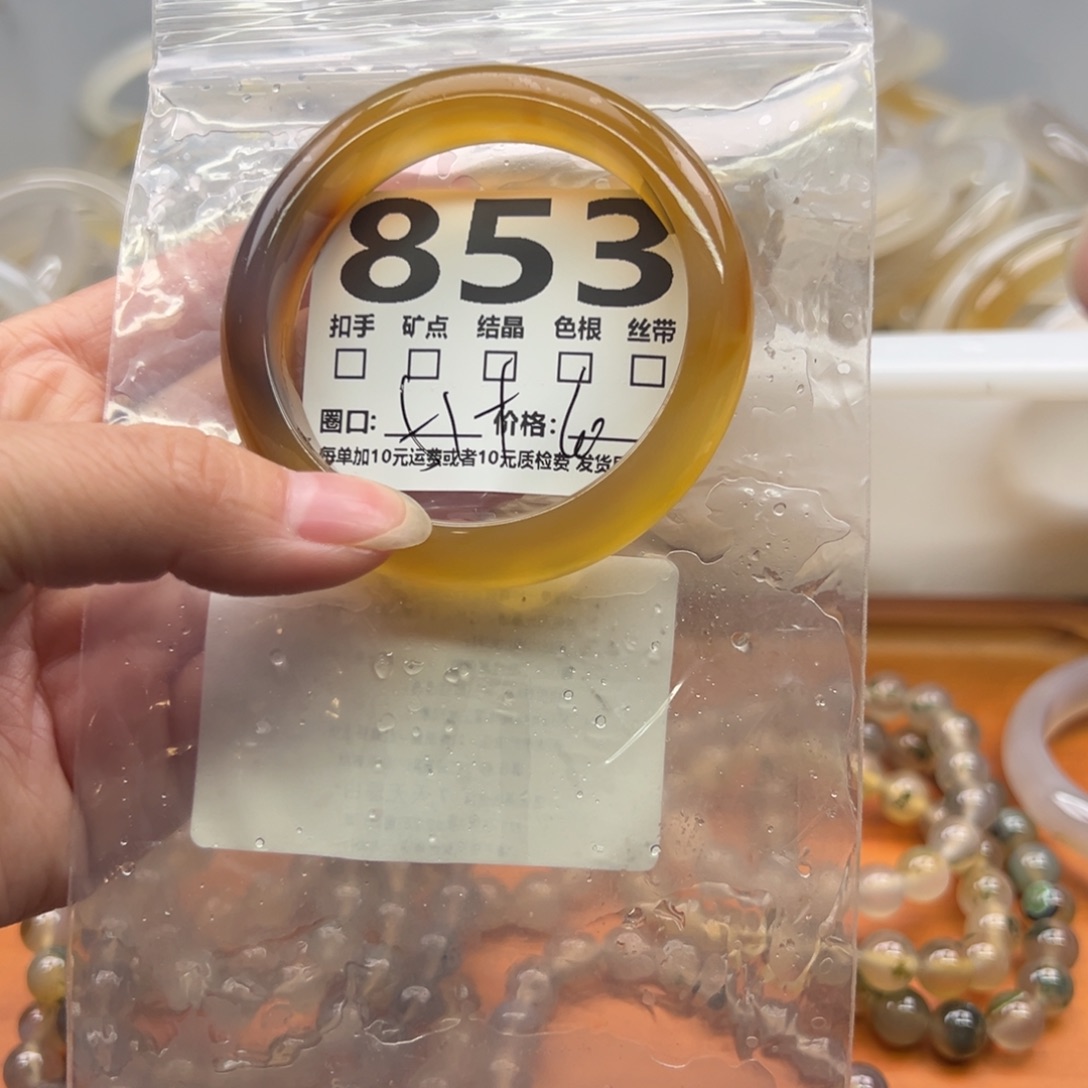 853
扣手 矿点 结晶 色根 丝带
圈口: 价格:
每单加10元运费或者10元质检费 发货